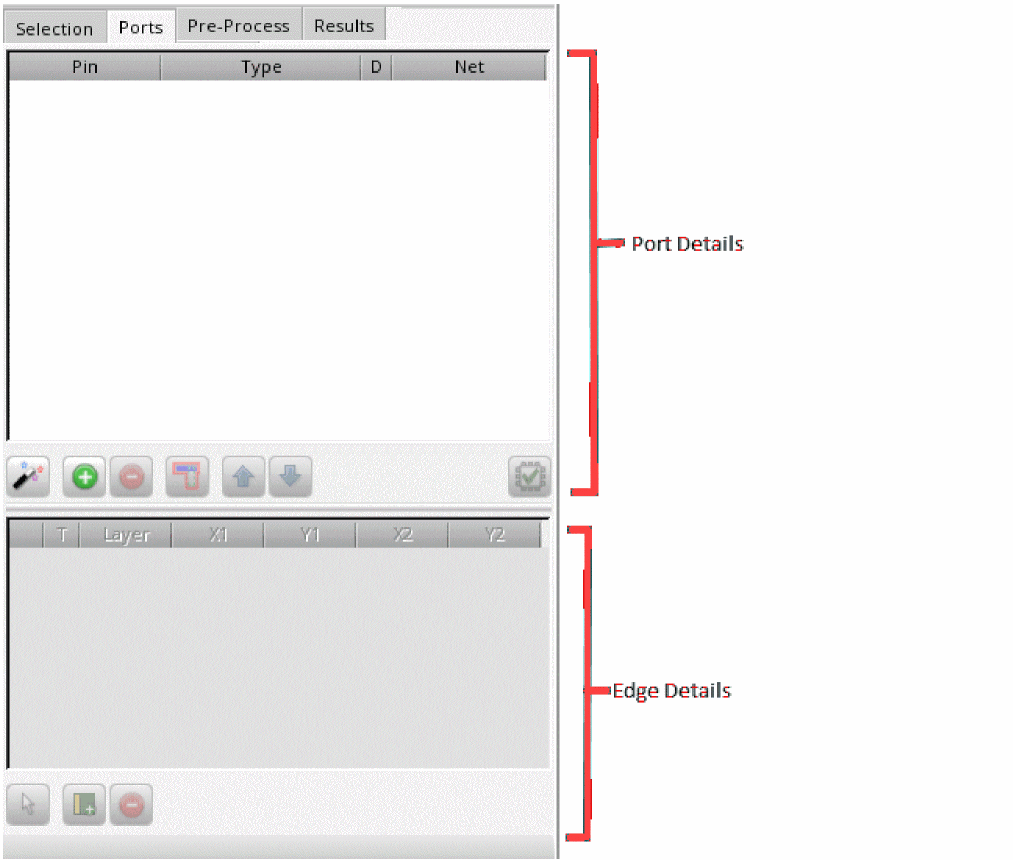 Selection Ports Pre-Process Results
Pin Type D Net
Port Details
T Layer X1 Y1 X2 Y2
Edge Details